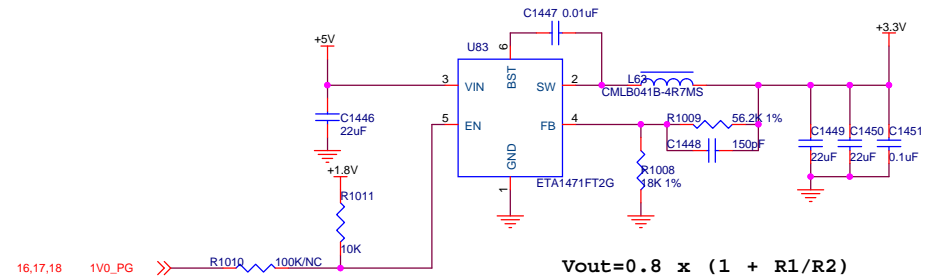 C1447 0.01uF
+5V
+3.3V
U83
6
3
VIN
BST
SW
2
L63
CMLB041B-4R7MS
C1446
22uF
5
EN
FB
4
R1009
56.2K 1%
C1448
150pF
C1449
C1450
C1451
22uF
22uF
0.1uF
GND
1
ETA1471FT2G
R1008
18K 1%
+1.8V
R1011
10K
16,17,18
1V0_PG
R1010
100K/NC
Vout=0.8 x (1 + R1/R2)